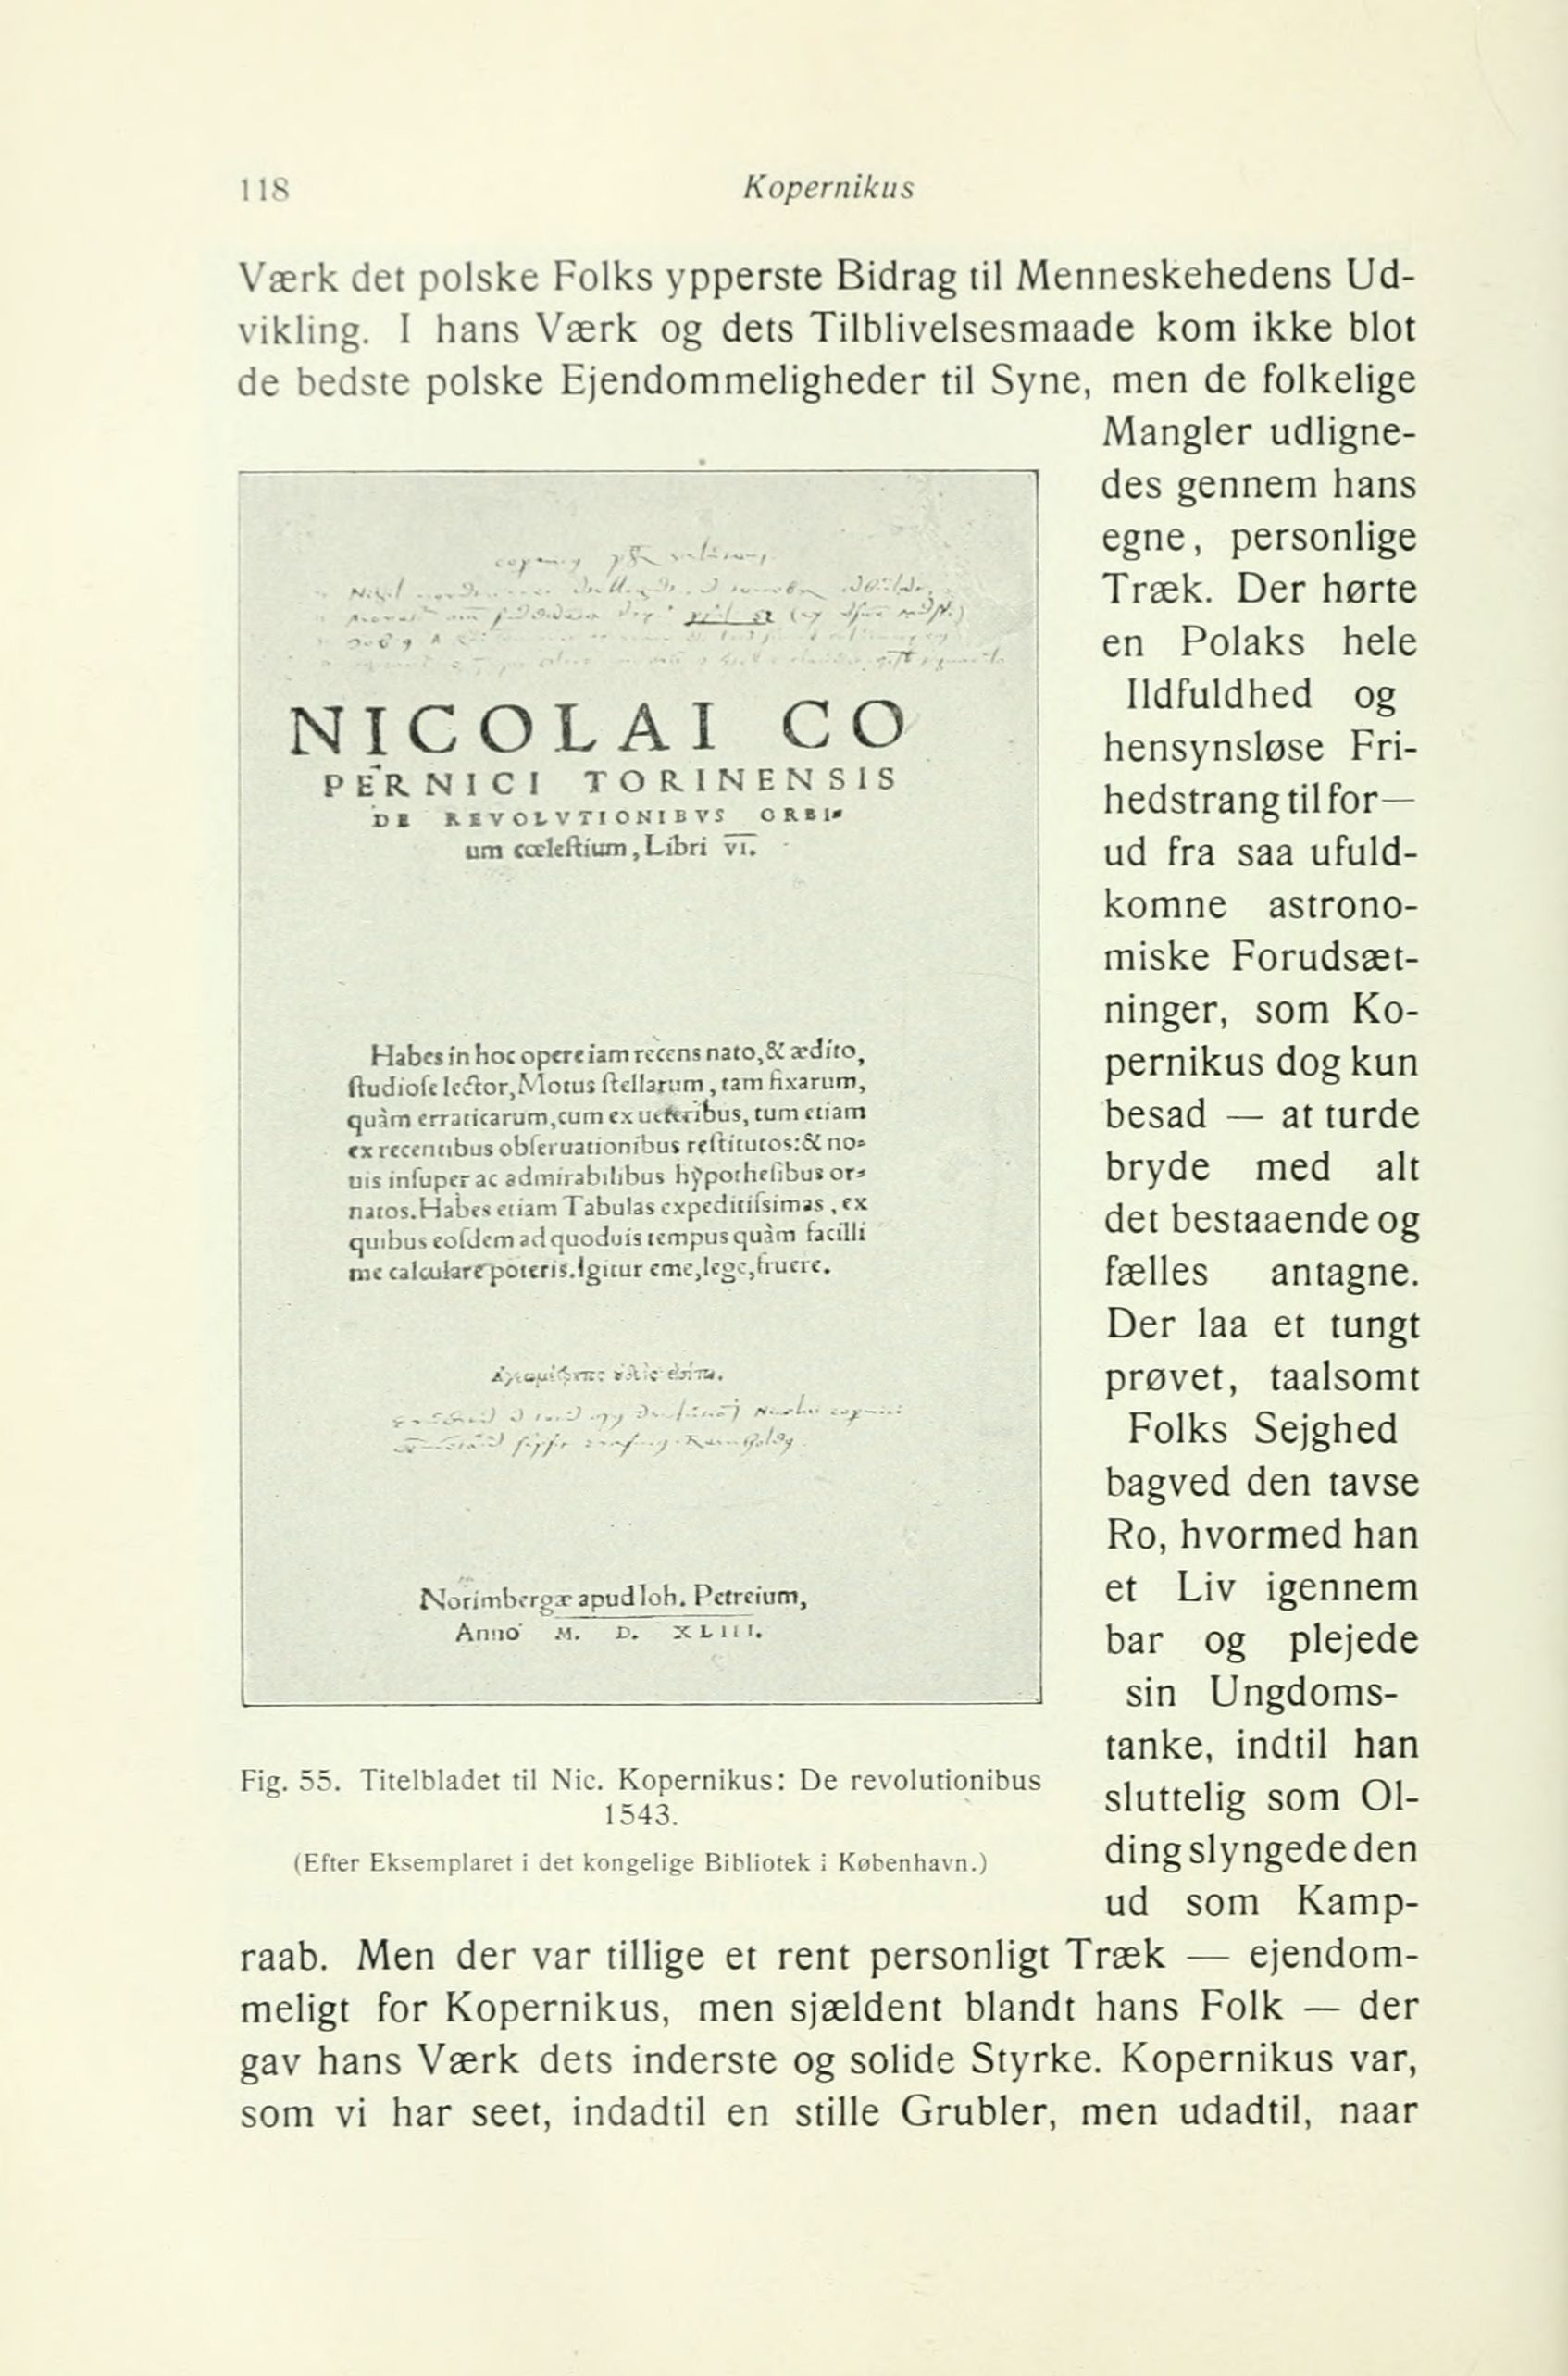 118
Kopernikus
Værk det polske Folks ypperste Bidrag til Menneskehedens Ud-
vikling. I hans Værk og dets Tilblivelsesmaade kom ikke blot
de bedste polske Ejendommeligheder til Syne, men de folkelige
Mangler udligne-
des gennem hans
egne, personlige
Træk. Der hørte
en Polaks hele
Ildfuldhed og
hensynsløse Fri-
hedstrang til for—
ud fra saa ufuld-
komne astrono-
miske Forudsæt-
ninger, som Ko-
pernikus dog kun
besad — at turde
bryde med alt
det bestaaende og
fælles antagne.
Der laa et tungt
prøvet, taalsomt
Folks Sejghed
bagved den tavse
Ro, hvormed han
et Liv igennem
bar og plejede
sin Ungdoms-
tanke, indtil han
sluttelig som Ol-
ding slyngede den
ud som Kamp-
NICOLAI CO
PERNICI TORINENSIS
DE REVOLVTIONIBVS ORBI=
um cœleſtium, Libri VI.
Habes in hoc opere iam recens nato, & ædito,
ſtudioſe lector, Motus ſtellarum, tam fixarum,
quàm erraticarum, cum ex ueteribus, tum etiam
ex recentibus obſeruationibus reſtitutos: & no=
uis inſuper ac admirabilibus hypotheſibus or=
natos. Habes etiam Tabulas expeditiſsimas, ex
quibus eoſdem ad quoduis tempus quàm facilli
me calculare poteris. Igitur eme, lege, fruere.
Norimbergæ apud Ioh. Petreium,
Anno M. D. XLIII.
Fig. 55. Titelbladet til Nic. Kopernikus: De revolutionibus
1543.
(Efter Eksemplaret i det kongelige Bibliotek i København.)
raab. Men der var tillige et rent personligt Træk — ejendom-
meligt for Kopernikus, men sjældent blandt hans Folk — der
gav hans Værk dets inderste og solide Styrke. Kopernikus var,
som vi har seet, indadtil en stille Grubler, men udadtil, naar